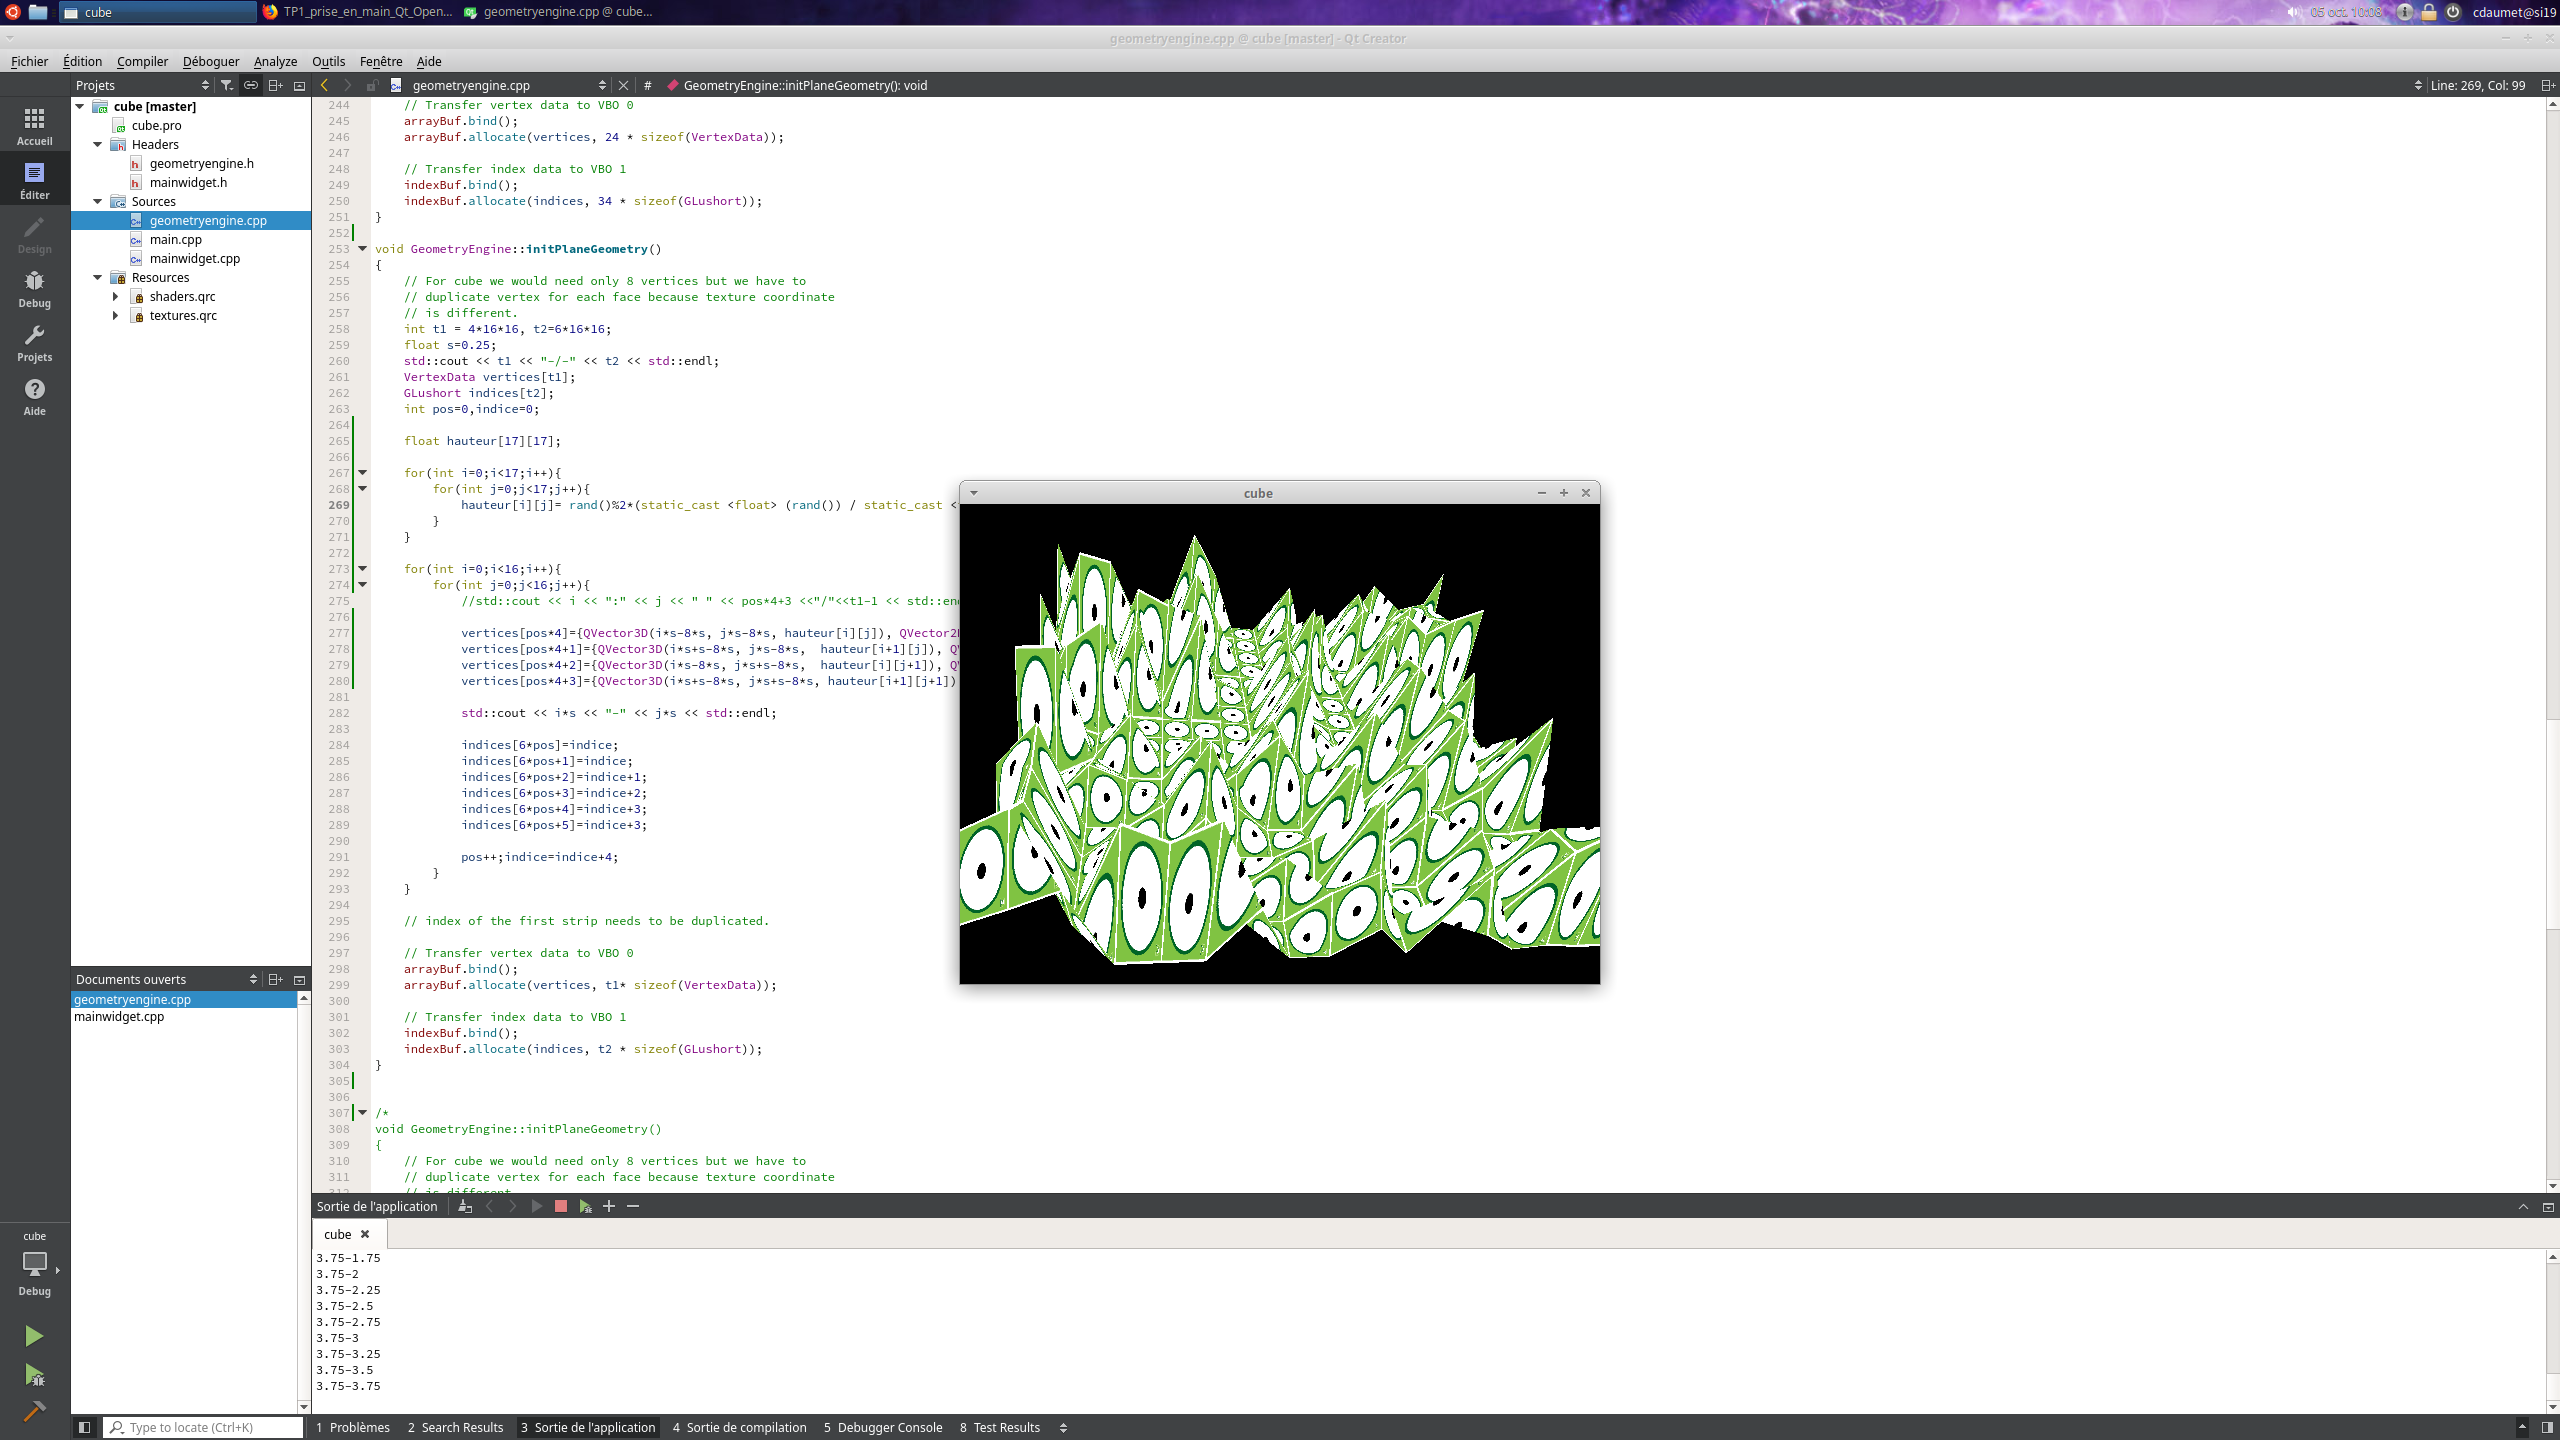 cube
TP1_prise_en_main_Qt_Open...
geometryengine.cpp @ cube...
05 oct. 10:08
cdaumet@si19
geometryengine.cpp @ cube [master] - Qt Creator
Fichier Édition Compiler Déboguer Analyze Outils Fenêtre Aide
Projets
geometryengine.cpp
# GeometryEngine::initPlaneGeometry(): void
Line: 269, Col: 99
Accueil
Éditer
Design
Debug
Projets
Aide
cube [master]
cube.pro
Headers
geometryengine.h
mainwidget.h
Sources
geometryengine.cpp
main.cpp
mainwidget.cpp
Resources
shaders.qrc
textures.qrc
Documents ouverts
geometryengine.cpp
mainwidget.cpp
244 // Transfer vertex data to VBO 0
245 arrayBuf.bind();
246 arrayBuf.allocate(vertices, 24 * sizeof(VertexData));
247
248 // Transfer index data to VBO 1
249 indexBuf.bind();
250 indexBuf.allocate(indices, 34 * sizeof(GLushort));
251 }
252
253 void GeometryEngine::initPlaneGeometry()
254 {
255 // For cube we would need only 8 vertices but we have to
256 // duplicate vertex for each face because texture coordinate
257 // is different.
258 int t1 = 4*16*16, t2=6*16*16;
259 float s=0.25;
260 std::cout << t1 << "-/-" << t2 << std::endl;
261 VertexData vertices[t1];
262 GLushort indices[t2];
263 int pos=0,indice=0;
264
265 float hauteur[17][17];
266
267 for(int i=0;i<17;i++){
268 for(int j=0;j<17;j++){
269 hauteur[i][j]= rand()%2*(static_cast <float> (rand()) / static_cast <
270 }
271 }
272
273 for(int i=0;i<16;i++){
274 for(int j=0;j<16;j++){
275 //std::cout << i << ":" << j << " " << pos*4+3 <<"/"<<t1-1 << std::en
276
277 vertices[pos*4]={QVector3D(i*s-8*s, j*s-8*s, hauteur[i][j]), QVector2
278 vertices[pos*4+1]={QVector3D(i*s+s-8*s, j*s-8*s, hauteur[i+1][j]), Q
279 vertices[pos*4+2]={QVector3D(i*s-8*s, j*s+s-8*s, hauteur[i][j+1]), Q
280 vertices[pos*4+3]={QVector3D(i*s+s-8*s, j*s+s-8*s, hauteur[i+1][j+1])
281
282 std::cout << i*s << "-" << j*s << std::endl;
283
284 indices[6*pos]=indice;
285 indices[6*pos+1]=indice;
286 indices[6*pos+2]=indice+1;
287 indices[6*pos+3]=indice+2;
288 indices[6*pos+4]=indice+3;
289 indices[6*pos+5]=indice+3;
290
291 pos++;indice=indice+4;
292 }
293 }
294
295 // index of the first strip needs to be duplicated.
296
297 // Transfer vertex data to VBO 0
298 arrayBuf.bind();
299 arrayBuf.allocate(vertices, t1* sizeof(VertexData));
300
301 // Transfer index data to VBO 1
302 indexBuf.bind();
303 indexBuf.allocate(indices, t2 * sizeof(GLushort));
304 }
305
306
307 /*
308 void GeometryEngine::initPlaneGeometry()
309 {
310 // For cube we would need only 8 vertices but we have to
311 // duplicate vertex for each face because texture coordinate
312 // is different.
cube
Sortie de l'application
cube
3.75-1.75
3.75-2
3.75-2.25
3.75-2.5
3.75-2.75
3.75-3
3.75-3.25
3.75-3.5
3.75-3.75
cube
Debug
Type to locate (Ctrl+K)
1 Problèmes 2 Search Results 3 Sortie de l'application 4 Sortie de compilation 5 Debugger Console 8 Test Results